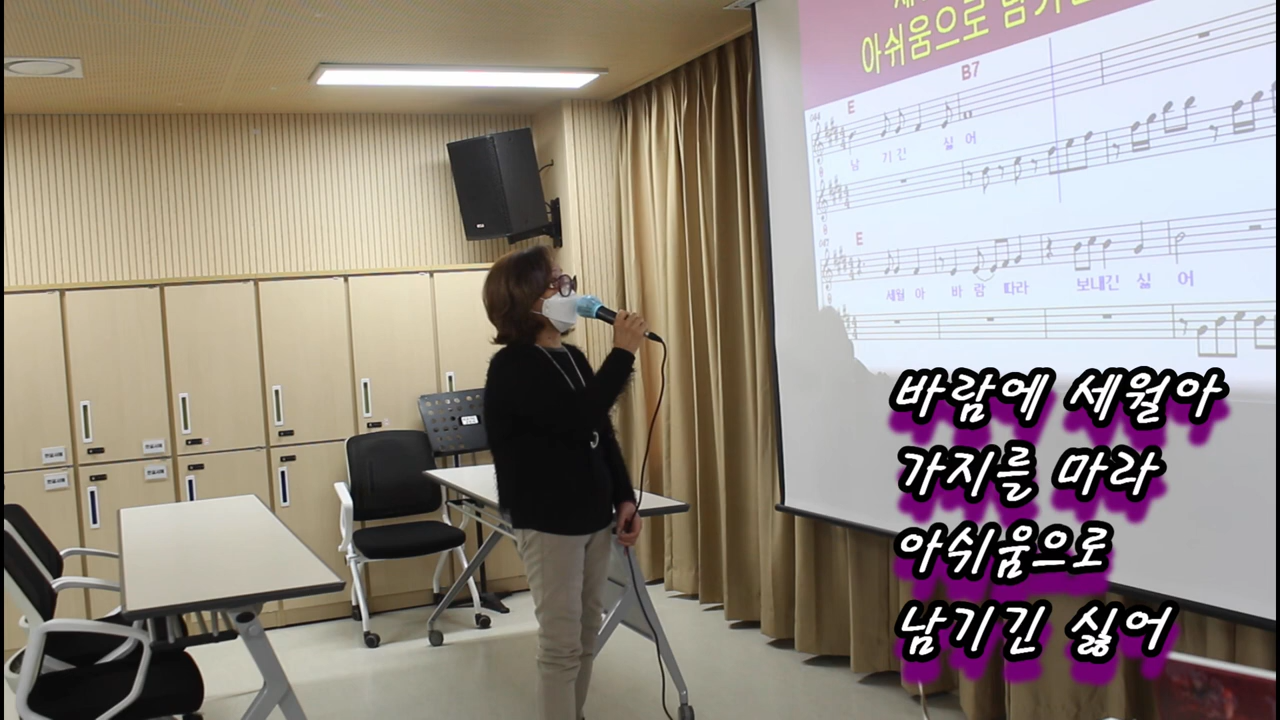 아쉬움으로 남기긴
E
B7
남 기 긴 싫 어
E
세월 아 바 람 따라 보내긴 싫 어
바람에 세월아
가지를 마라
아쉬움으로
남기긴 싫어